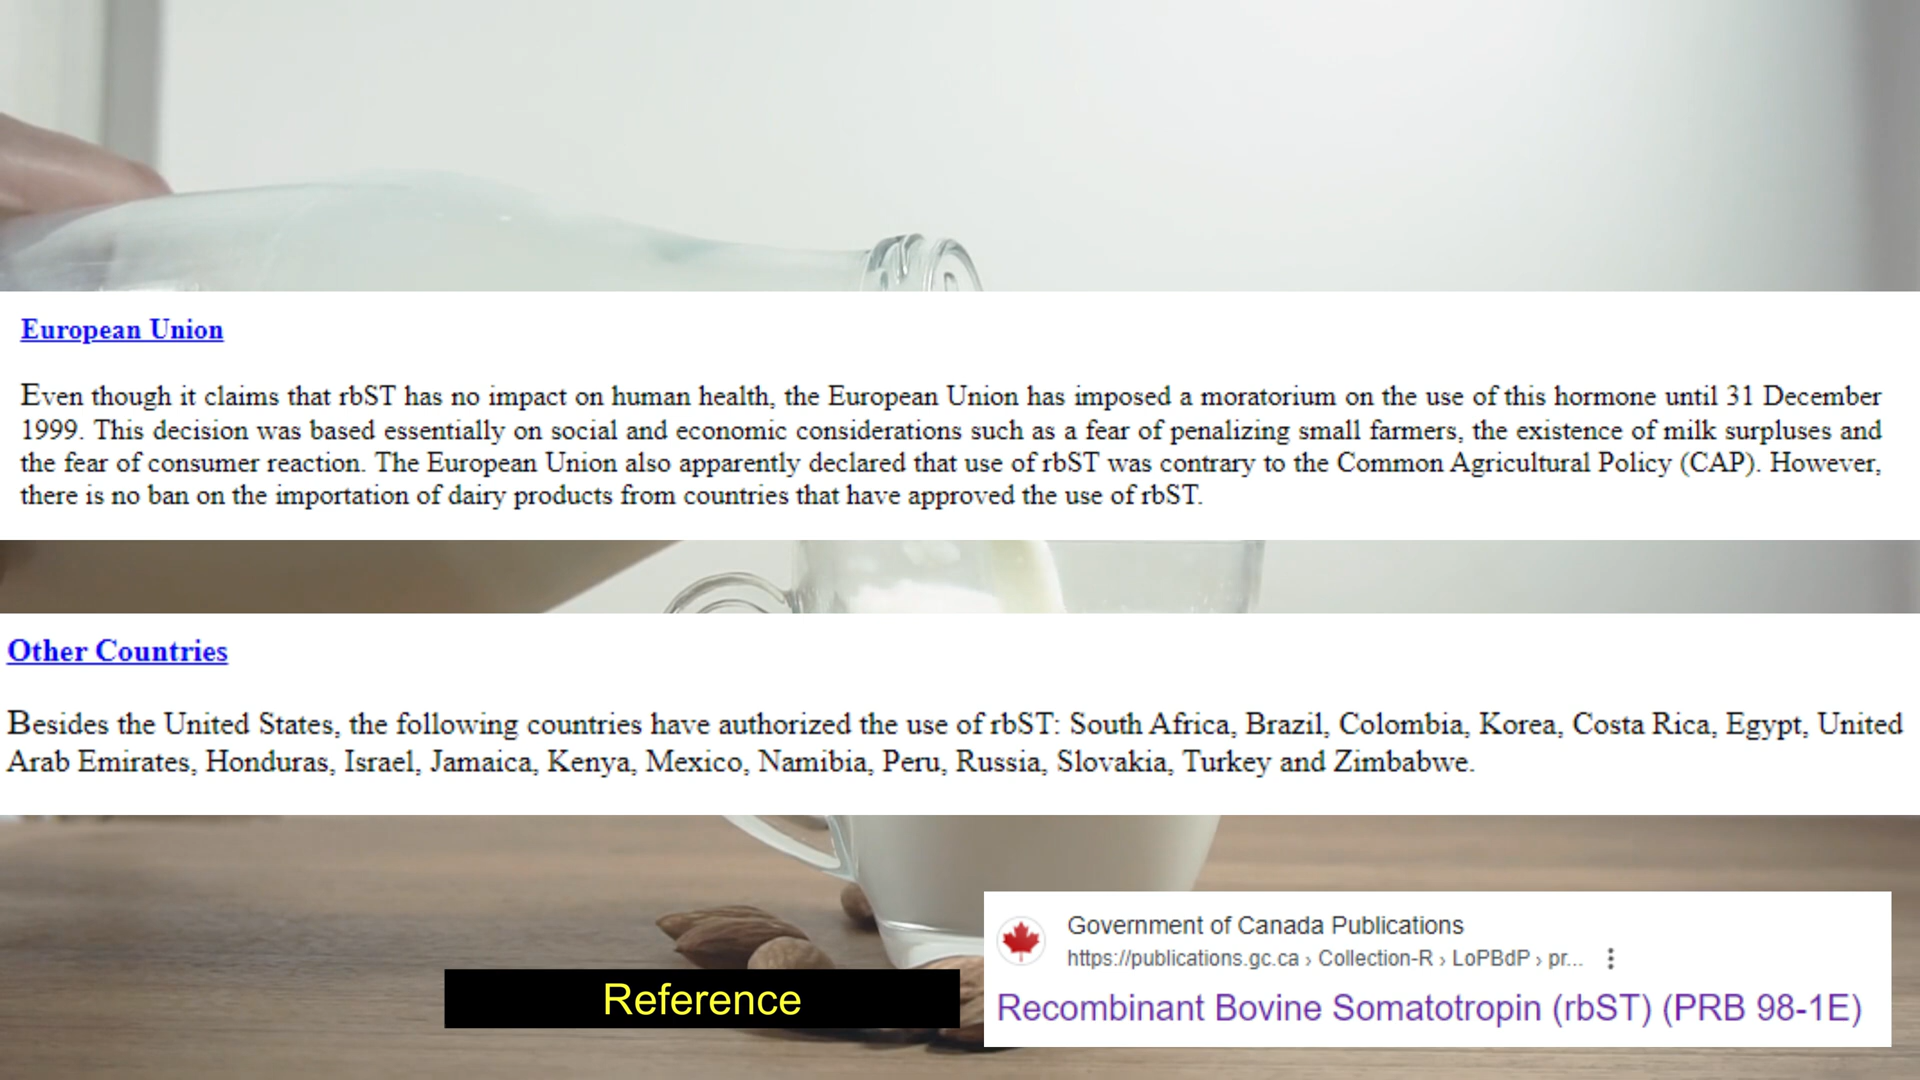 European Union
Even though it claims that rbST has no impact on human health, the European Union has imposed a moratorium on the use of this hormone until 31 December
1999. This decision was based essentially on social and economic considerations such as a fear of penalizing small farmers, the existence of milk surpluses and
the fear of consumer reaction. The European Union also apparently declared that use of rbST was contrary to the Common Agricultural Policy (CAP). However,
there is no ban on the importation of dairy products from countries that have approved the use of rbST.
Other Countries
Besides the United States, the following countries have authorized the use of rbST: South Africa, Brazil, Colombia, Korea, Costa Rica, Egypt, United
Arab Emirates, Honduras, Israel, Jamaica, Kenya, Mexico, Namibia, Peru, Russia, Slovakia, Turkey and Zimbabwe.
Government of Canada Publications
https://publications.gc.ca › Collection-R › LoPBdP › pr...
Reference
Recombinant Bovine Somatotropin (rbST) (PRB 98-1E)